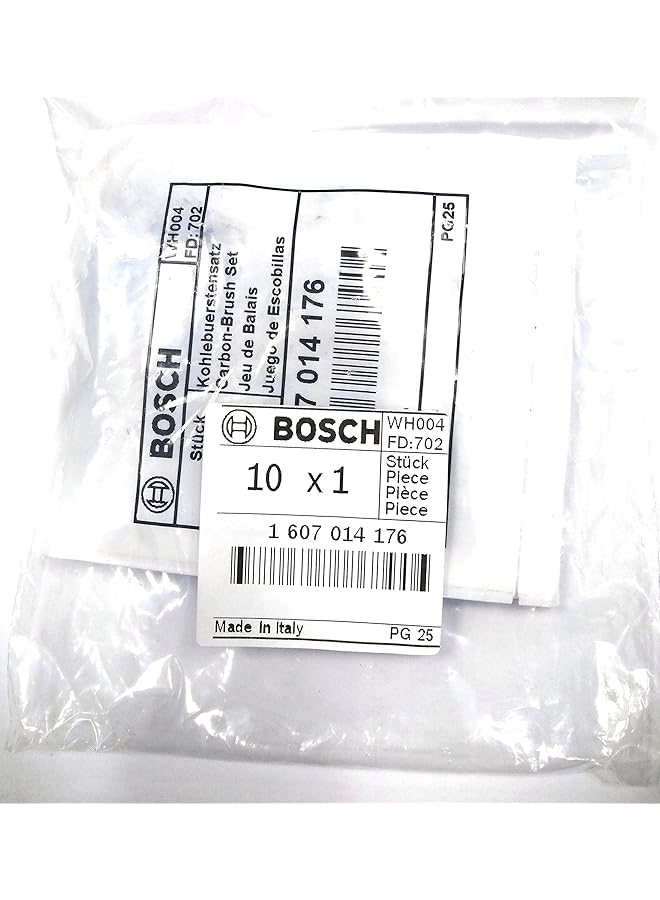 BOSCH
WH004
FD:702
Stück
Kohlebuerstensatz
Carbon-Brush Set
Jeu de Balais
Juego de Escobillas
7 014 176
PG25
BOSCH
WH004
FD:702
10 x 1
Stück
Piece
Pièce
Piece
1 607 014 176
Made in Italy
PG 25